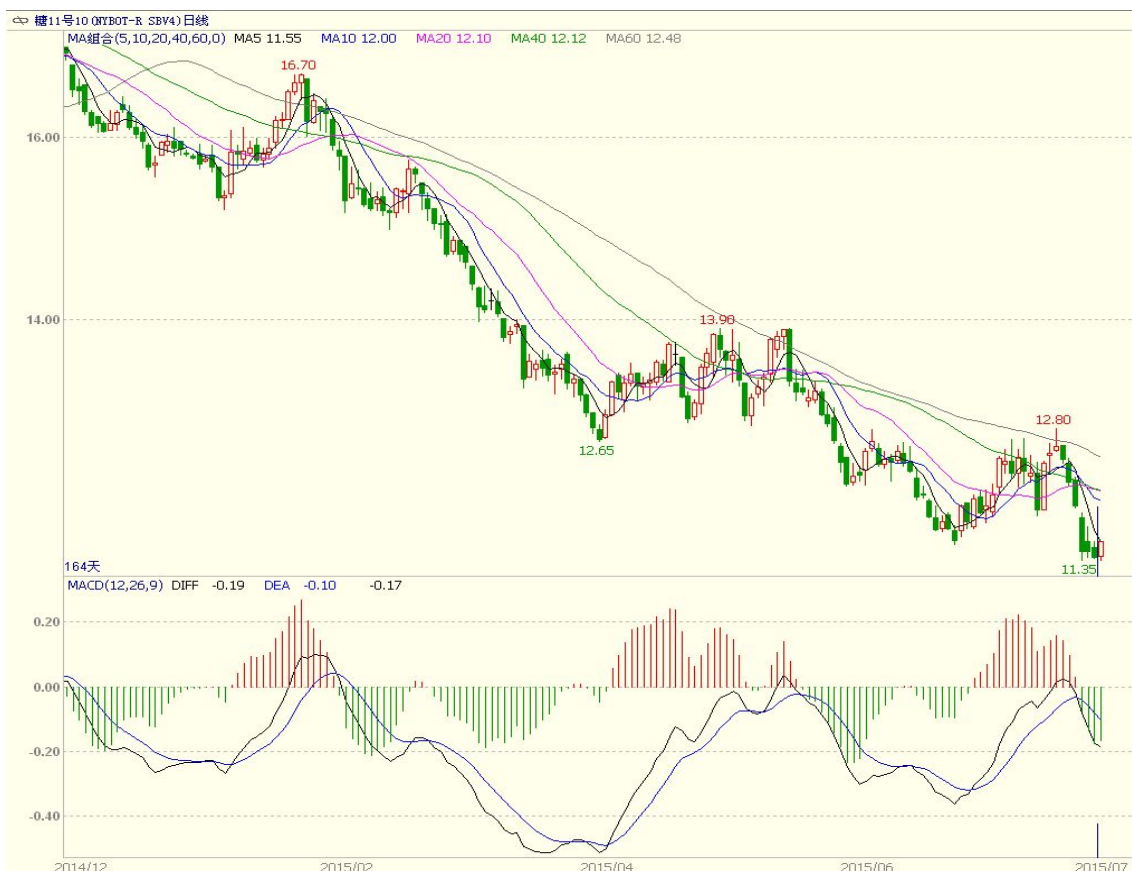 糖11号10(NYBOT-R SBV4)日线
MA组合(5,10,20,40,60,0) MA5 11.55 MA10 12.00 MA20 12.10 MA40 12.12 MA60 12.48
16.70
16.00
14.00
13.90
12.80
12.65
11.35
164天
MACD(12,26,9) DIFF -0.19 DEA -0.10 -0.17
0.20
0.00
-0.20
-0.40
2014/12 2015/02 2015/04 2015/06 2015/07